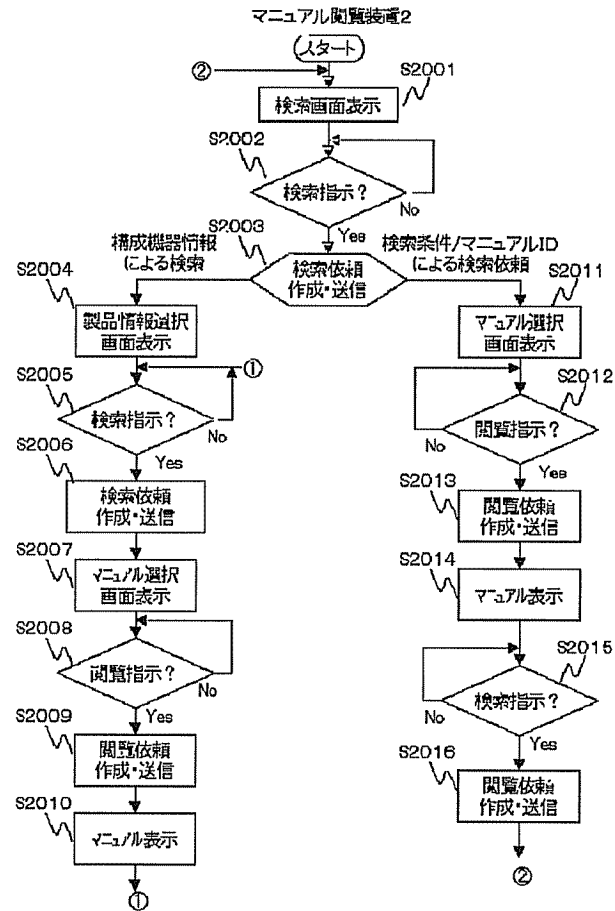 マニュアル閲覧装置2
スタート
②
S2001
検索画面表示
S2002
検索指示?
No
Yes
S2003
構成機器情報
による検索
検索依頼
作成・送信
検索条件/マニュアルID
による検索依頼
S2004
製品情報選択
画面表示
S2005
①
検索指示?
No
Yes
S2006
検索依頼
作成・送信
S2007
マニュアル選択
画面表示
S2008
閲覧指示?
No
Yes
S2009
閲覧依頼
作成・送信
S2010
マニュアル表示
①
S2011
マニュアル選択
画面表示
S2012
閲覧指示?
No
Yes
S2013
閲覧依頼
作成・送信
S2014
マニュアル表示
S2015
検索指示?
No
Yes
S2016
閲覧依頼
作成・送信
②